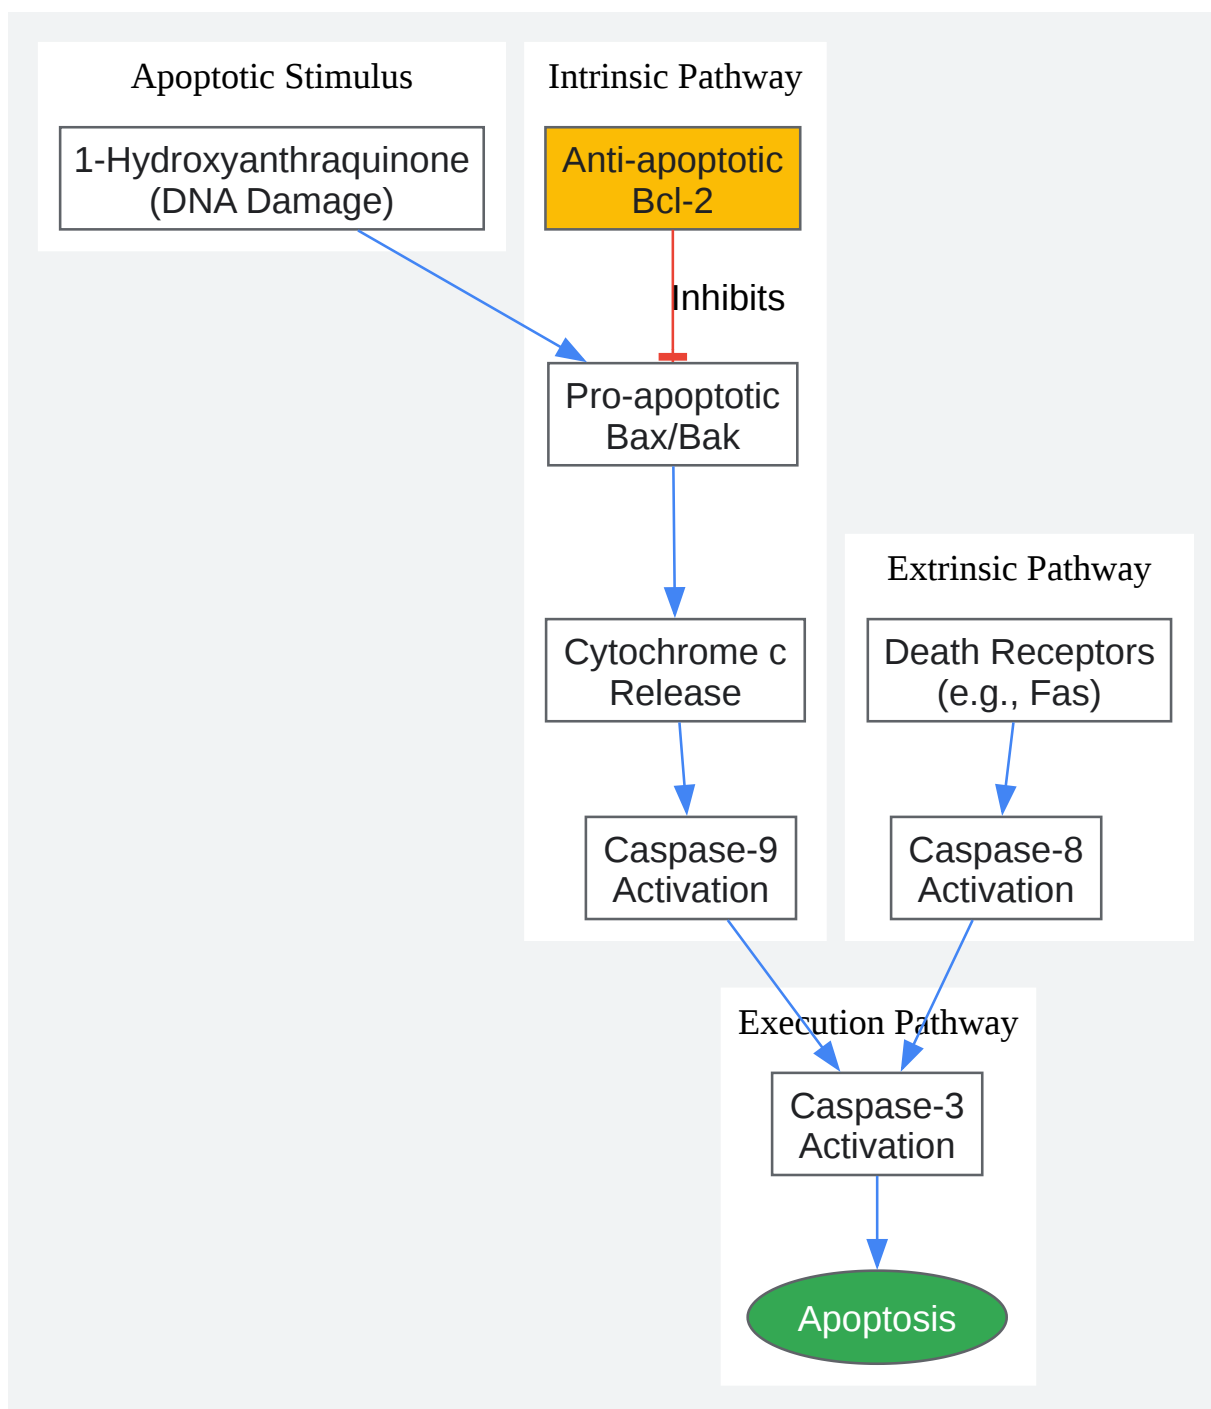 Apoptotic Stimulus
1-Hydroxyanthraquinone
(DNA Damage)
Intrinsic Pathway
Anti-apoptotic
Bcl-2
Inhibits
Pro-apoptotic
Bax/Bak
Cytochrome c
Release
Caspase-9
Activation
Extrinsic Pathway
Death Receptors
(e.g., Fas)
Caspase-8
Activation
Execution Pathway
Caspase-3
Activation
Apoptosis